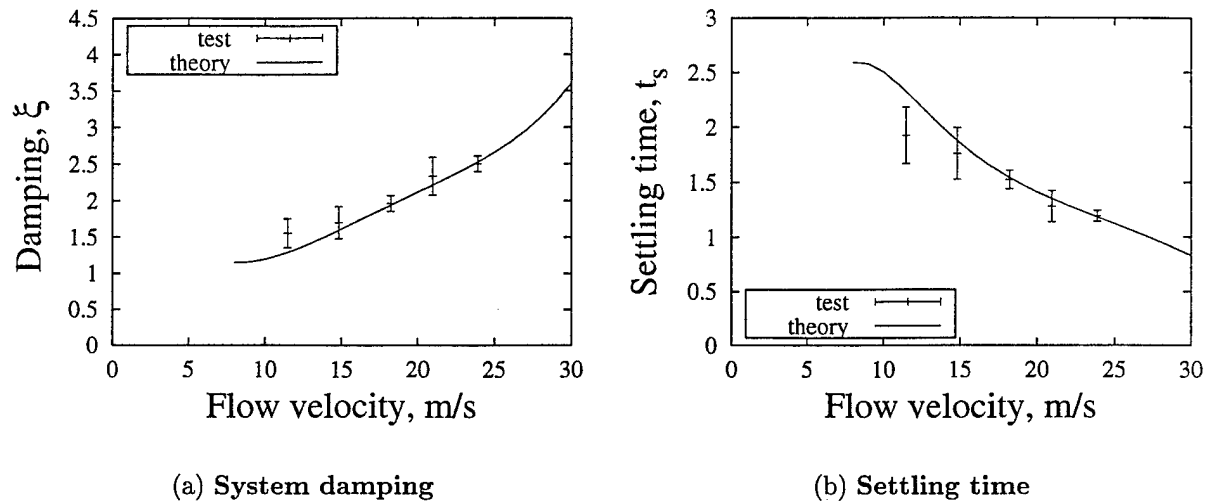 4.5
4
3.5
3
2.5
2
1.5
1
0.5
0
test
theory
Damping, ξ
0 5 10 15 20 25 30
Flow velocity, m/s
(a) System damping
3
2.5
2
1.5
1
0.5
0
test
theory
Settling time, t_s
0 5 10 15 20 25 30
Flow velocity, m/s
(b) Settling time